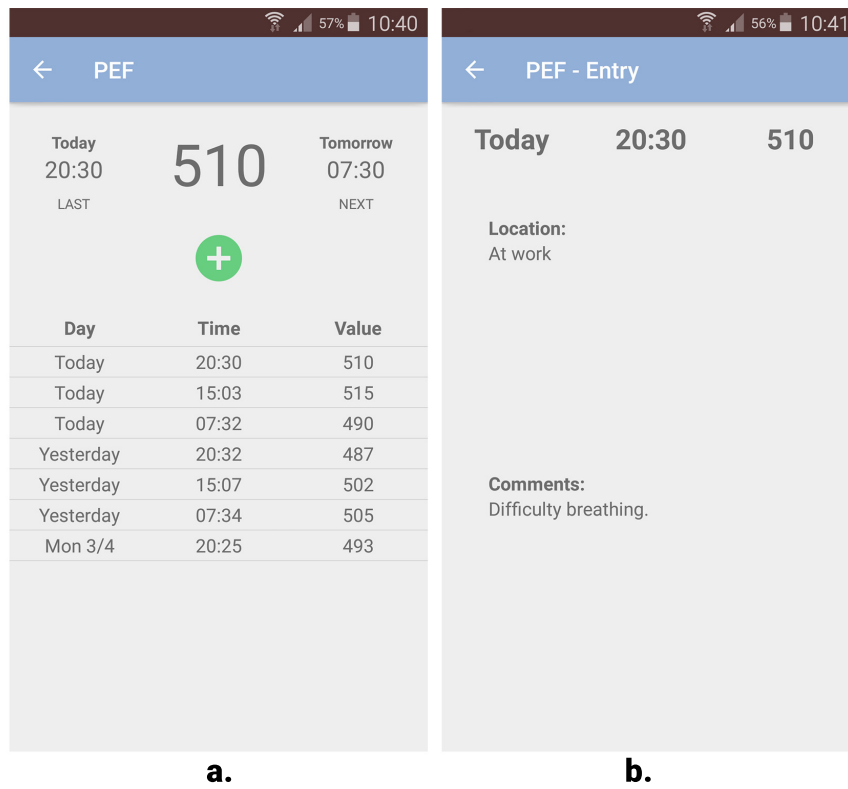 57% 10:40
PEF
Today 510 Tomorrow
20:30 07:30
LAST NEXT
Day Time Value
Today 20:30 510
Today 15:03 515
Today 07:32 490
Yesterday 20:32 487
Yesterday 15:07 502
Yesterday 07:34 505
Mon 3/4 20:25 493
a.
56% 10:41
PEF - Entry
Today 20:30 510
Location:
At work
Comments:
Difficulty breathing.
b.